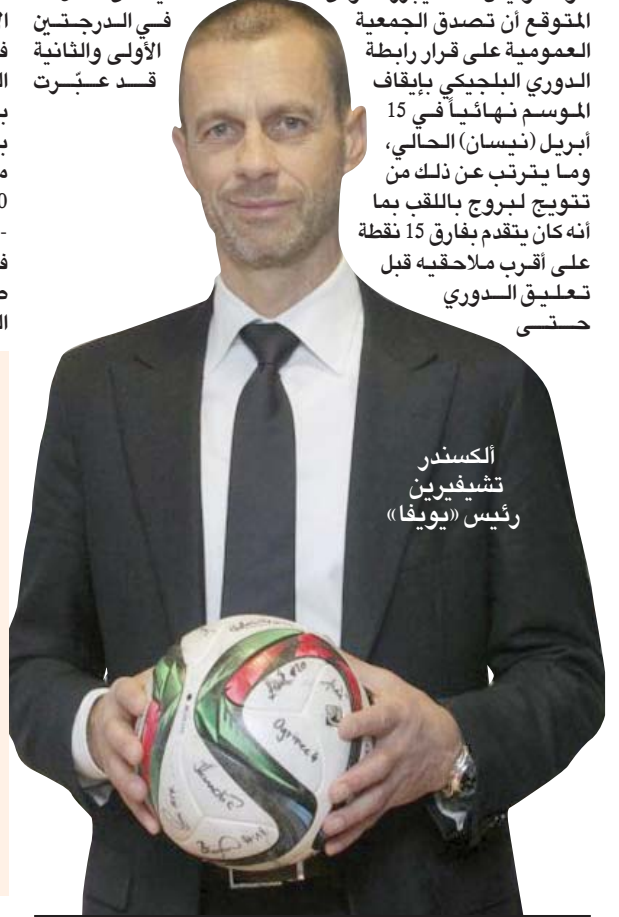 المتوقع أن تصدق الجمعية
العمومية على قرار رابطة
الدوري البلجيكي بإيقاف
الموسم نهائياً في 15
أبريل (نيسان) الحالي،
وما يترتب عن ذلك من
تتويج لبروج باللقب بما
أنه كان يتقدم بفارق 15 نقطة
على أقرب ملاحقيه قبل
تعليق الدوري
حتى
في الدرجتين
الأولى والثانية
قد عبّرت
ألكسندر
تشيفيرين
رئيس «يويفا»